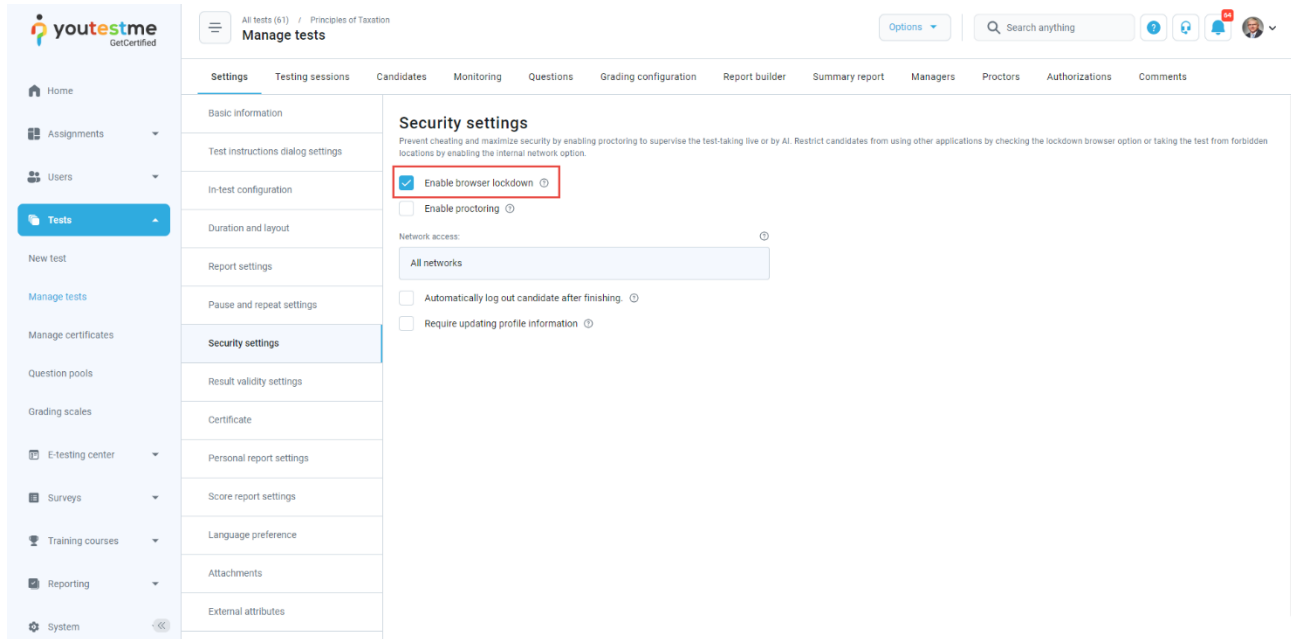 youtestme
GetCertified
All tests (61) / Principles of Taxation
Manage tests
Options
Search anything
?
64
Home
Assignments
Users
Tests
New test
Manage tests
Manage certificates
Question pools
Grading scales
E-testing center
Surveys
Training courses
Reporting
System
Settings Testing sessions Candidates Monitoring Questions Grading configuration Report builder Summary report Managers Proctors Authorizations Comments
Basic information
Test instructions dialog settings
In-test configuration
Duration and layout
Report settings
Pause and repeat settings
Security settings
Result validity settings
Certificate
Personal report settings
Score report settings
Language preference
Attachments
External attributes
Security settings
Prevent cheating and maximize security by enabling proctoring to supervise the test-taking live or by AI. Restrict candidates from using other applications by checking the lockdown browser option or taking the test from forbidden
locations by enabling the internal network option.
Enable browser lockdown ?
Enable proctoring ?
Network access: ?
All networks
Automatically log out candidate after finishing. ?
Require updating profile information ?